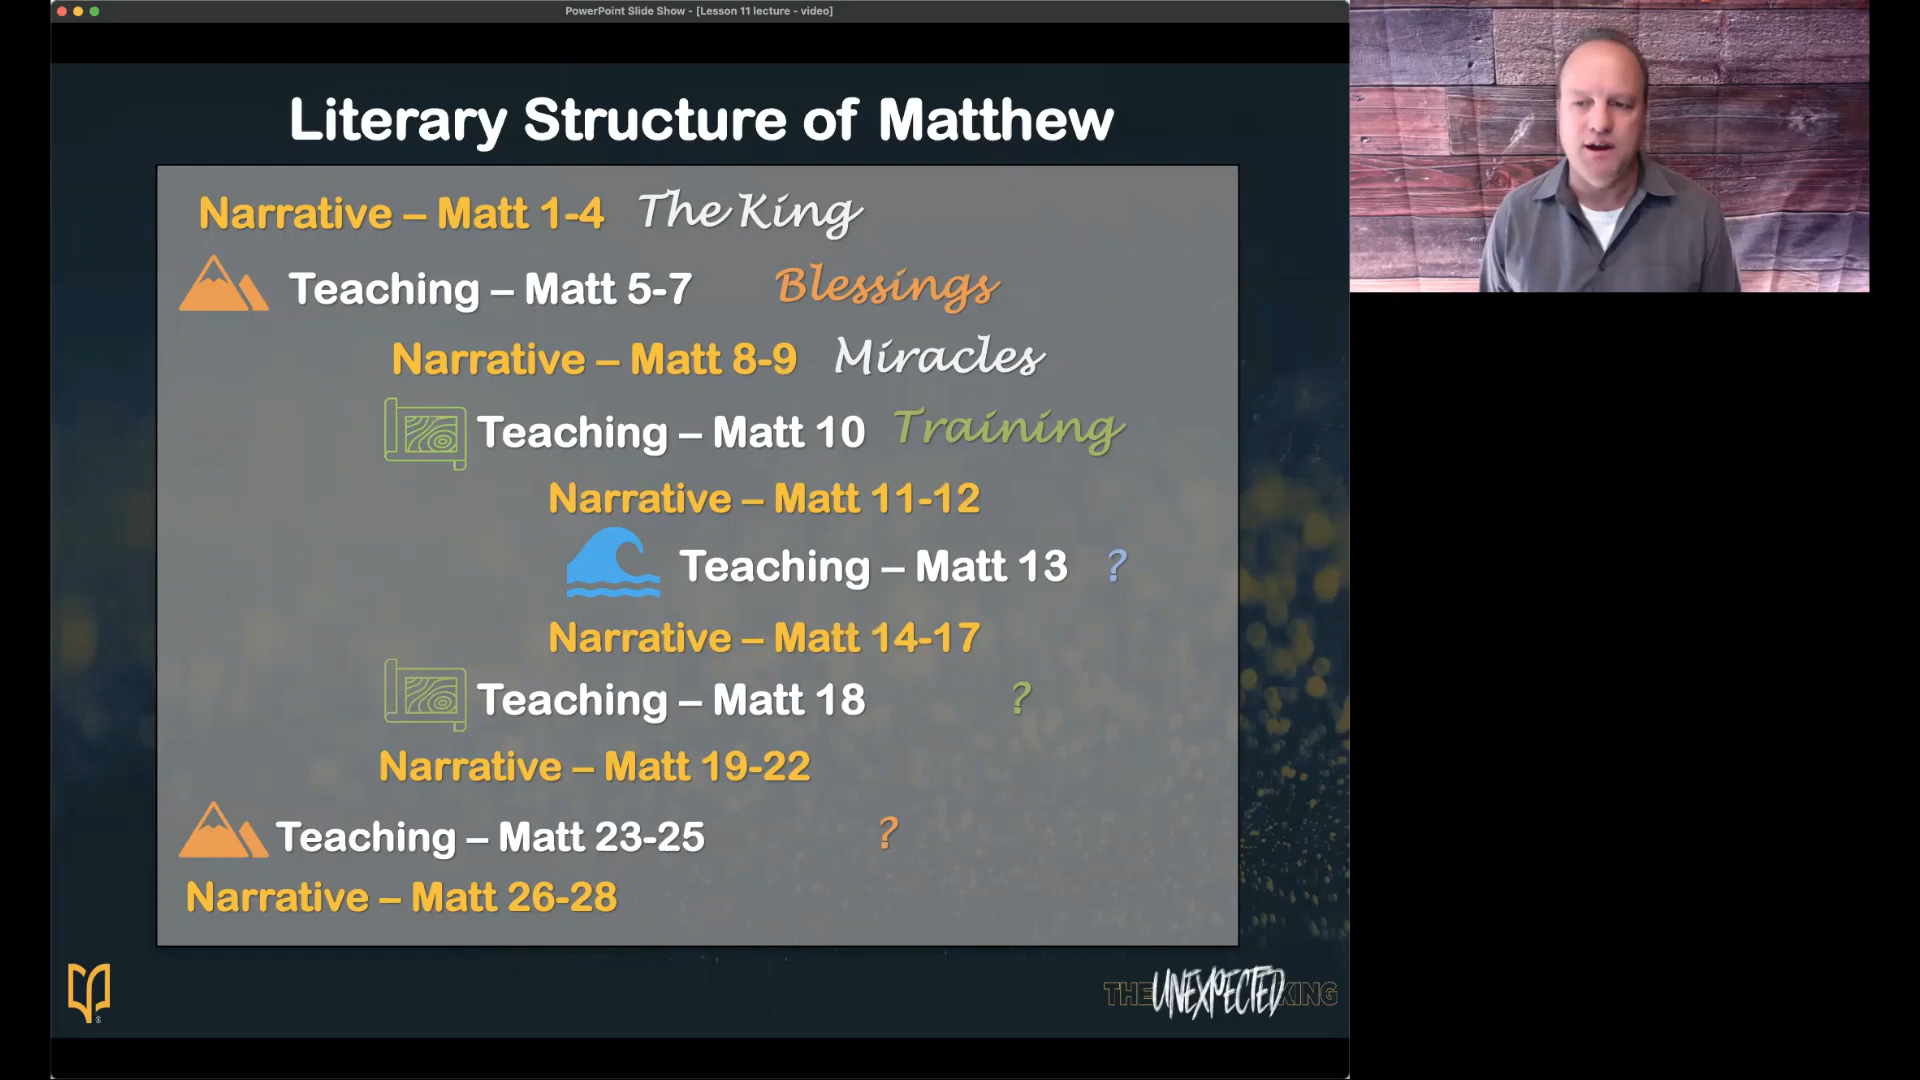 PowerPoint Slide Show - [Lesson 11 lecture - video]
Literary Structure of Matthew
Narrative – Matt 1-4 The King
Teaching – Matt 5-7 Blessings
Narrative – Matt 8-9 Miracles
Teaching – Matt 10 Training
Narrative – Matt 11-12
Teaching – Matt 13 ?
Narrative – Matt 14-17
Teaching – Matt 18 ?
Narrative – Matt 19-22
Teaching – Matt 23-25 ?
Narrative – Matt 26-28
THE UNEXPECTED KING
®